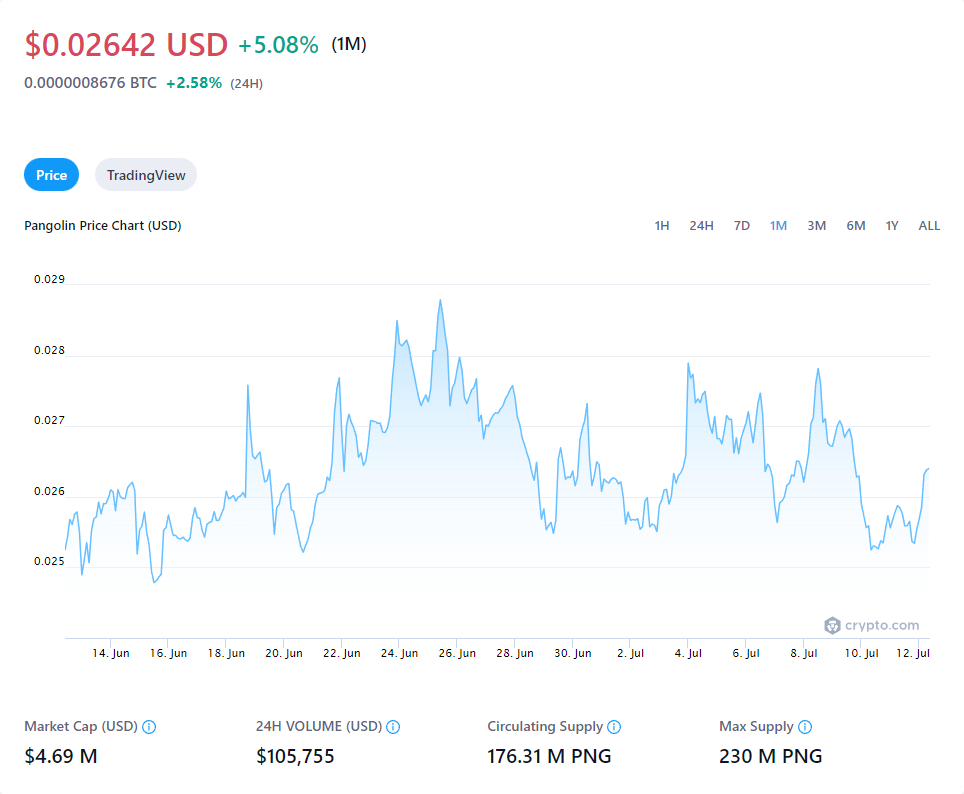 $0.02642 USD +5.08% (1M)
0.0000008676 BTC +2.58% (24H)
Price TradingView
Pangolin Price Chart (USD) 1H 24H 7D 1M 3M 6M 1Y ALL
0.029
0.028
0.027
0.026
0.025
crypto.com
14. Jun 16. Jun 18. Jun 20. Jun 22. Jun 24. Jun 26. Jun 28. Jun 30. Jun 2. Jul 4. Jul 6. Jul 8. Jul 10. Jul 12. Jul
Market Cap (USD) 24H VOLUME (USD) Circulating Supply Max Supply
$4.69 M $105,755 176.31 M PNG 230 M PNG